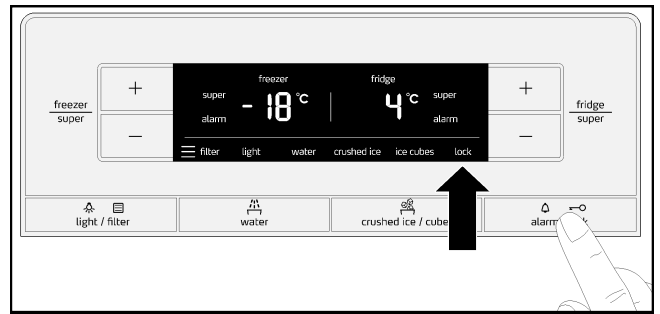 freezer fridge
super -18 °C 4 °C super
alarm alarm
freezer
super
+
−
fridge
super
+
−
filter light water crushed ice ice cubes lock
light / filter
water
crushed ice / cube
alarm